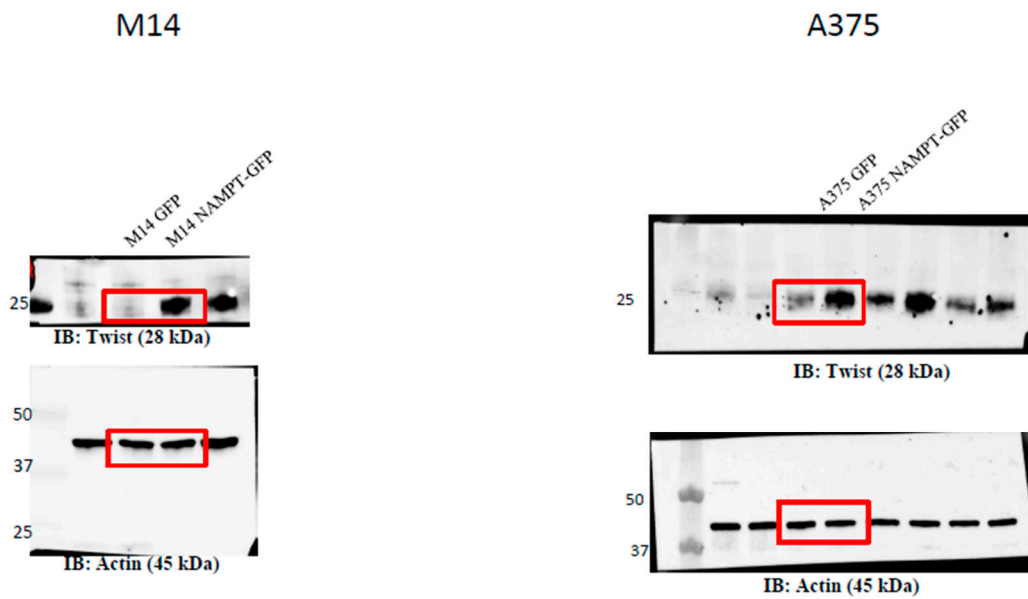 M14
M14 GFP
M14 NAMPT-GFP
25
IB: Twist (28 kDa)
50
37
25
IB: Actin (45 kDa)
A375
A375 GFP
A375 NAMPT-GFP
25
IB: Twist (28 kDa)
50
37
IB: Actin (45 kDa)